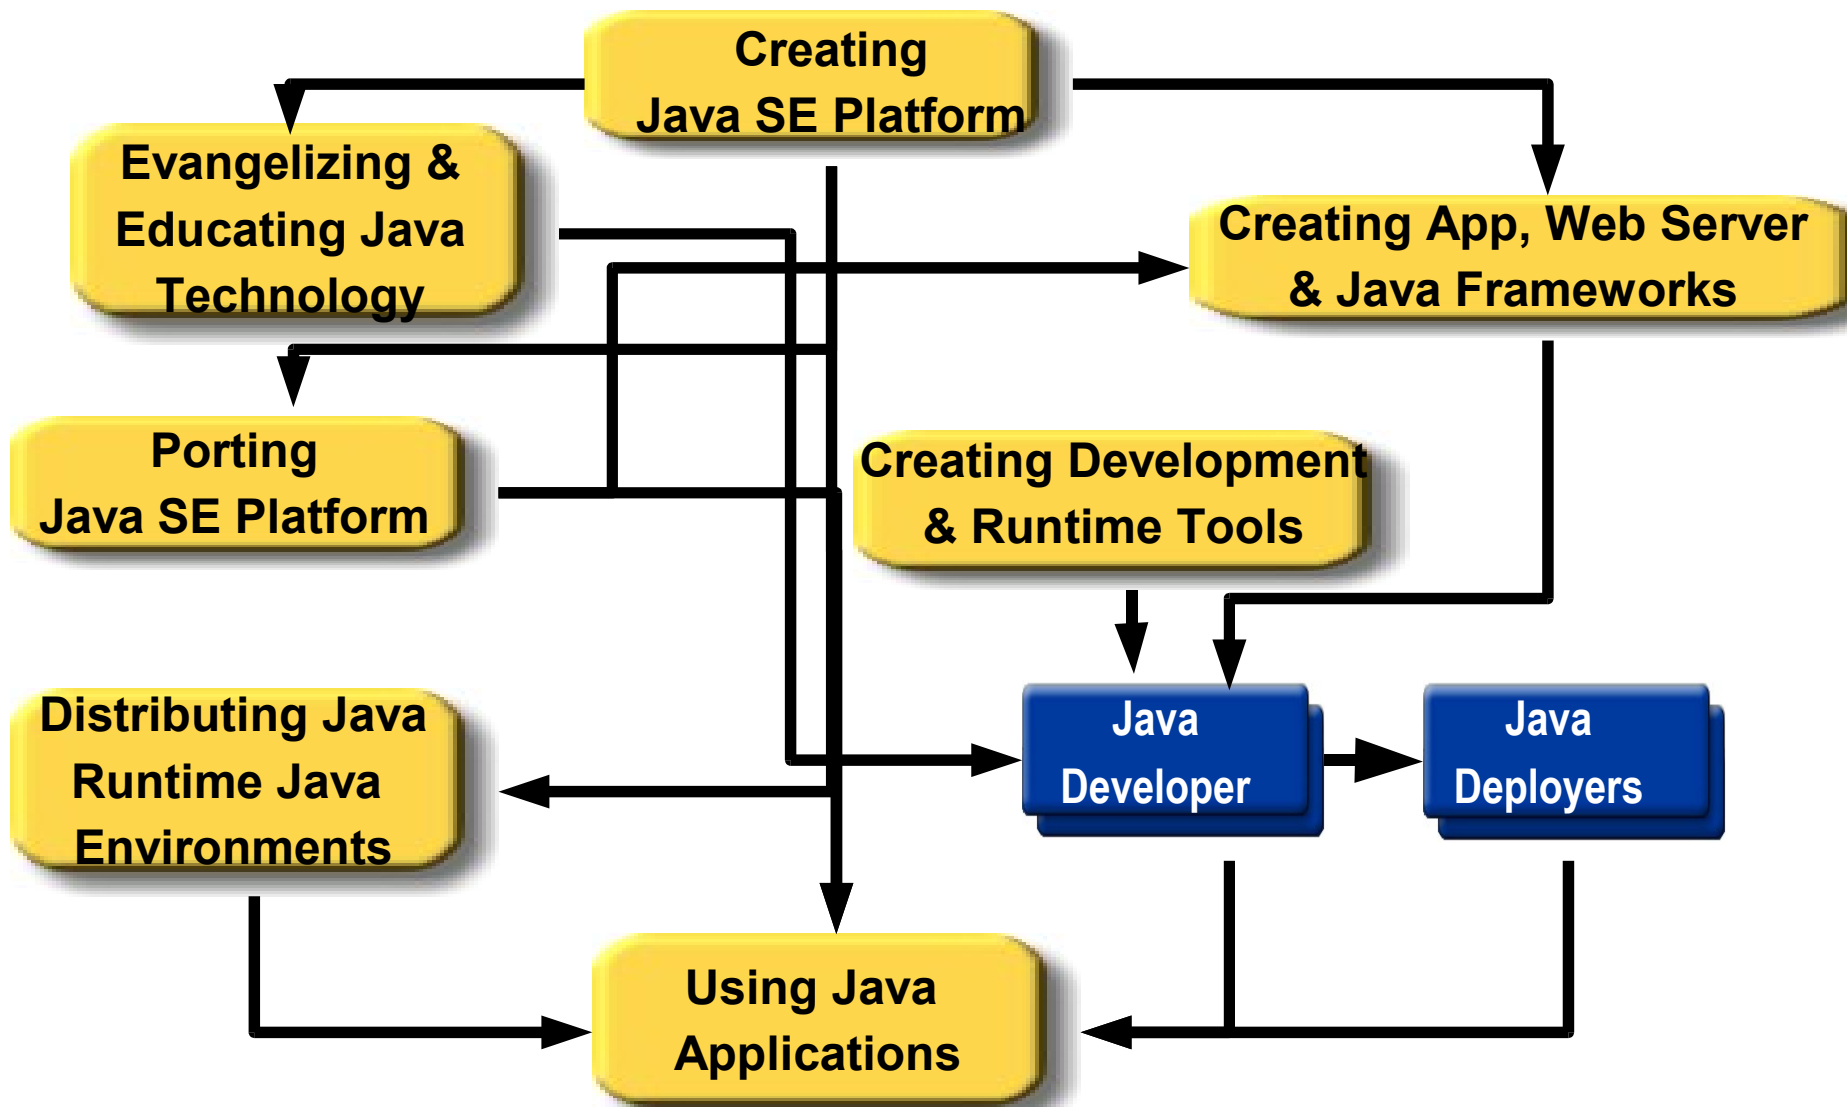 Creating
Java SE Platform
Evangelizing &
Educating Java
Technology
Creating App, Web Server
& Java Frameworks
Porting
Java SE Platform
Creating Development
& Runtime Tools
Distributing Java
Runtime Java
Environments
Java
Developer
Java
Deployers
Using Java
Applications